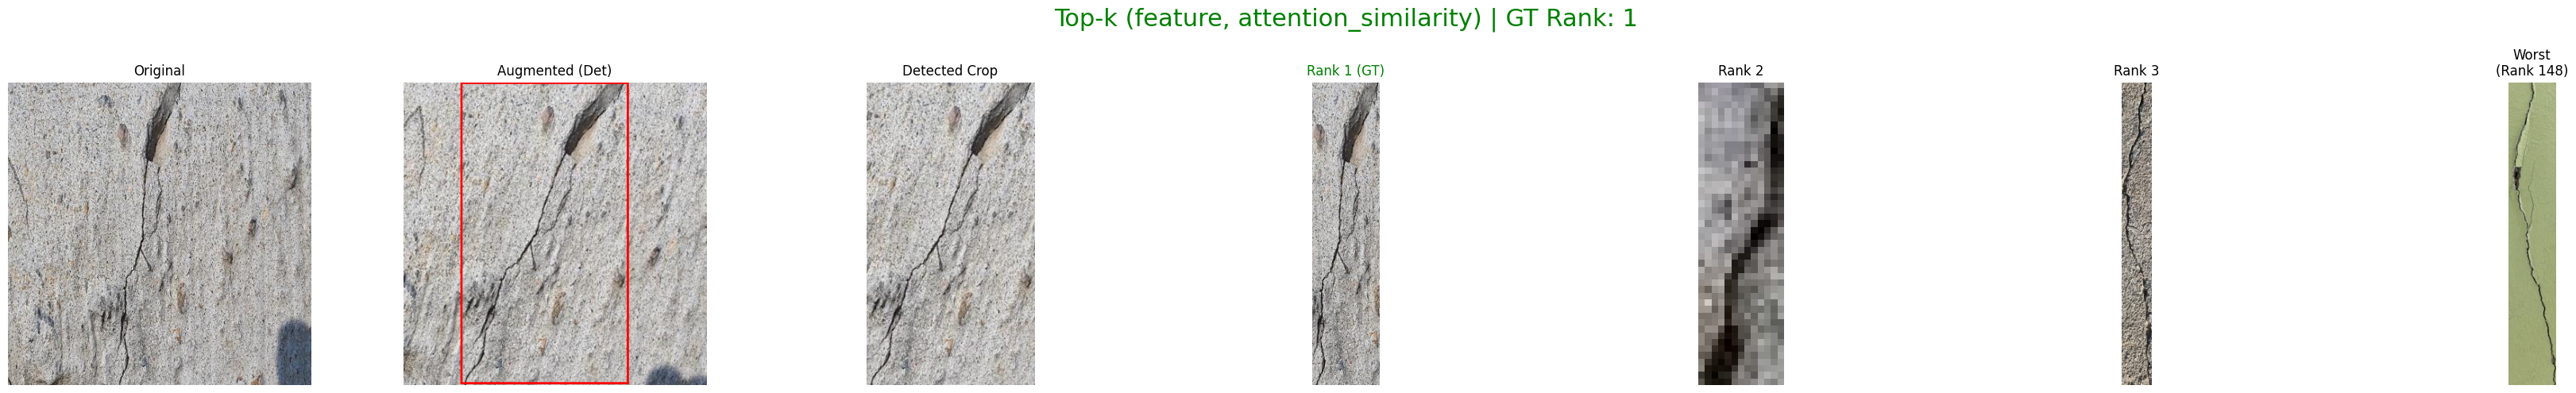 Top-k (feature, attention_similarity) | GT Rank: 1
Original
Augmented (Det)
Detected Crop
Rank 1 (GT)
Rank 2
Rank 3
Worst
(Rank 148)